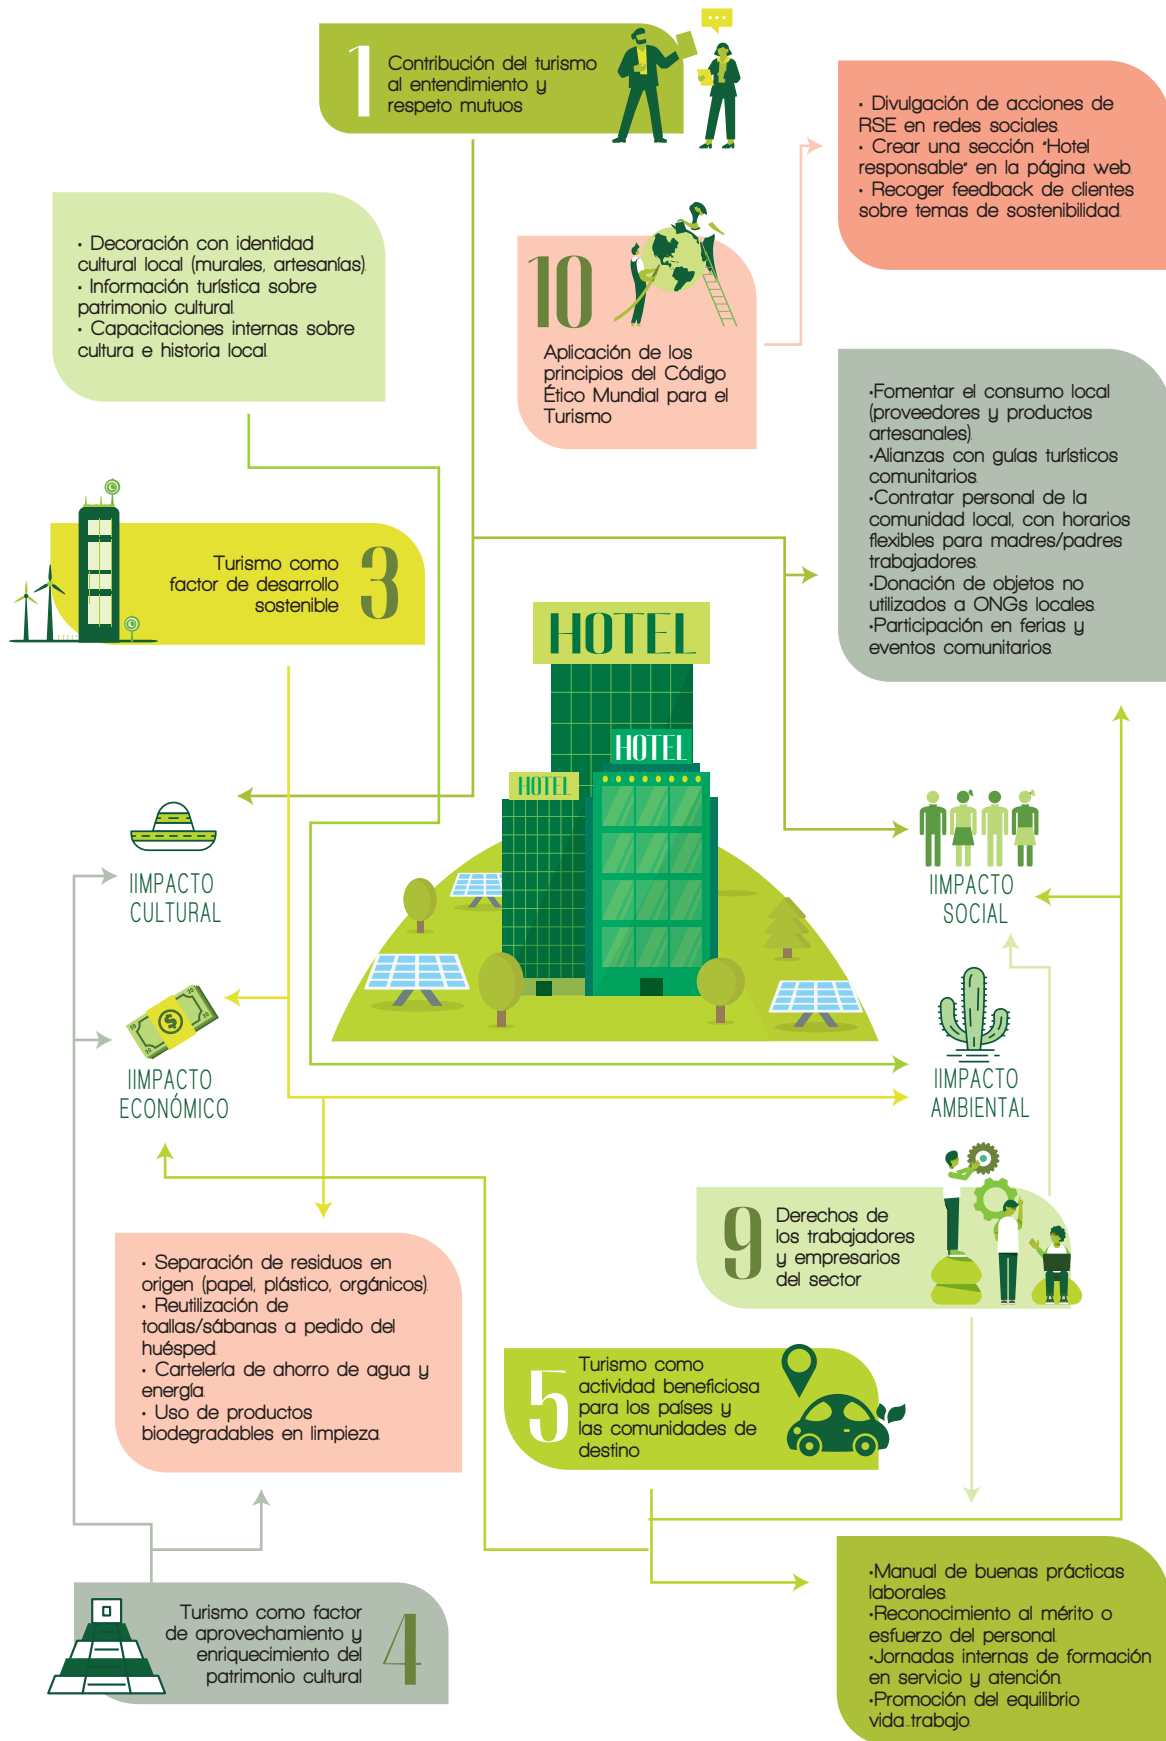 1
Contribución del turismo
al entendimiento y
respeto mutuos
• Divulgación de acciones de
RSE en redes sociales.
• Crear una sección "Hotel
responsable" en la página web.
• Recoger feedback de clientes
sobre temas de sostenibilidad.
• Decoración con identidad
cultural local (murales, artesanías).
• Información turística sobre
patrimonio cultural.
• Capacitaciones internas sobre
cultura e historia local.
10
Aplicación de los
principios del Código
Ético Mundial para el
Turismo
•Fomentar el consumo local
(proveedores y productos
artesanales).
•Alianzas con guías turísticos
comunitarios.
•Contratar personal de la
comunidad local, con horarios
flexibles para madres/padres
trabajadores.
•Donación de objetos no
utilizados a ONGs locales.
•Participación en ferias y
eventos comunitarios.
Turismo como
factor de desarrollo
sostenible
3
HOTEL
HOTEL
HOTEL
IIMPACTO
CULTURAL
IIMPACTO
SOCIAL
20
20
$
20
IIMPACTO
ECONÓMICO
IIMPACTO
AMBIENTAL
9
Derechos de
los trabajadores
y empresarios
del sector
• Separación de residuos en
origen (papel, plástico, orgánicos).
• Reutilización de
toallas/sábanas a pedido del
huésped.
• Cartelería de ahorro de agua y
energía.
• Uso de productos
biodegradables en limpieza.
5
Turismo como
actividad beneficiosa
para los países y
las comunidades de
destino
Turismo como factor
de aprovechamiento y
enriquecimiento del
patrimonio cultural
4
•Manual de buenas prácticas
laborales.
•Reconocimiento al mérito o
esfuerzo del personal.
•Jornadas internas de formación
en servicio y atención.
•Promoción del equilibrio
vida–trabajo.